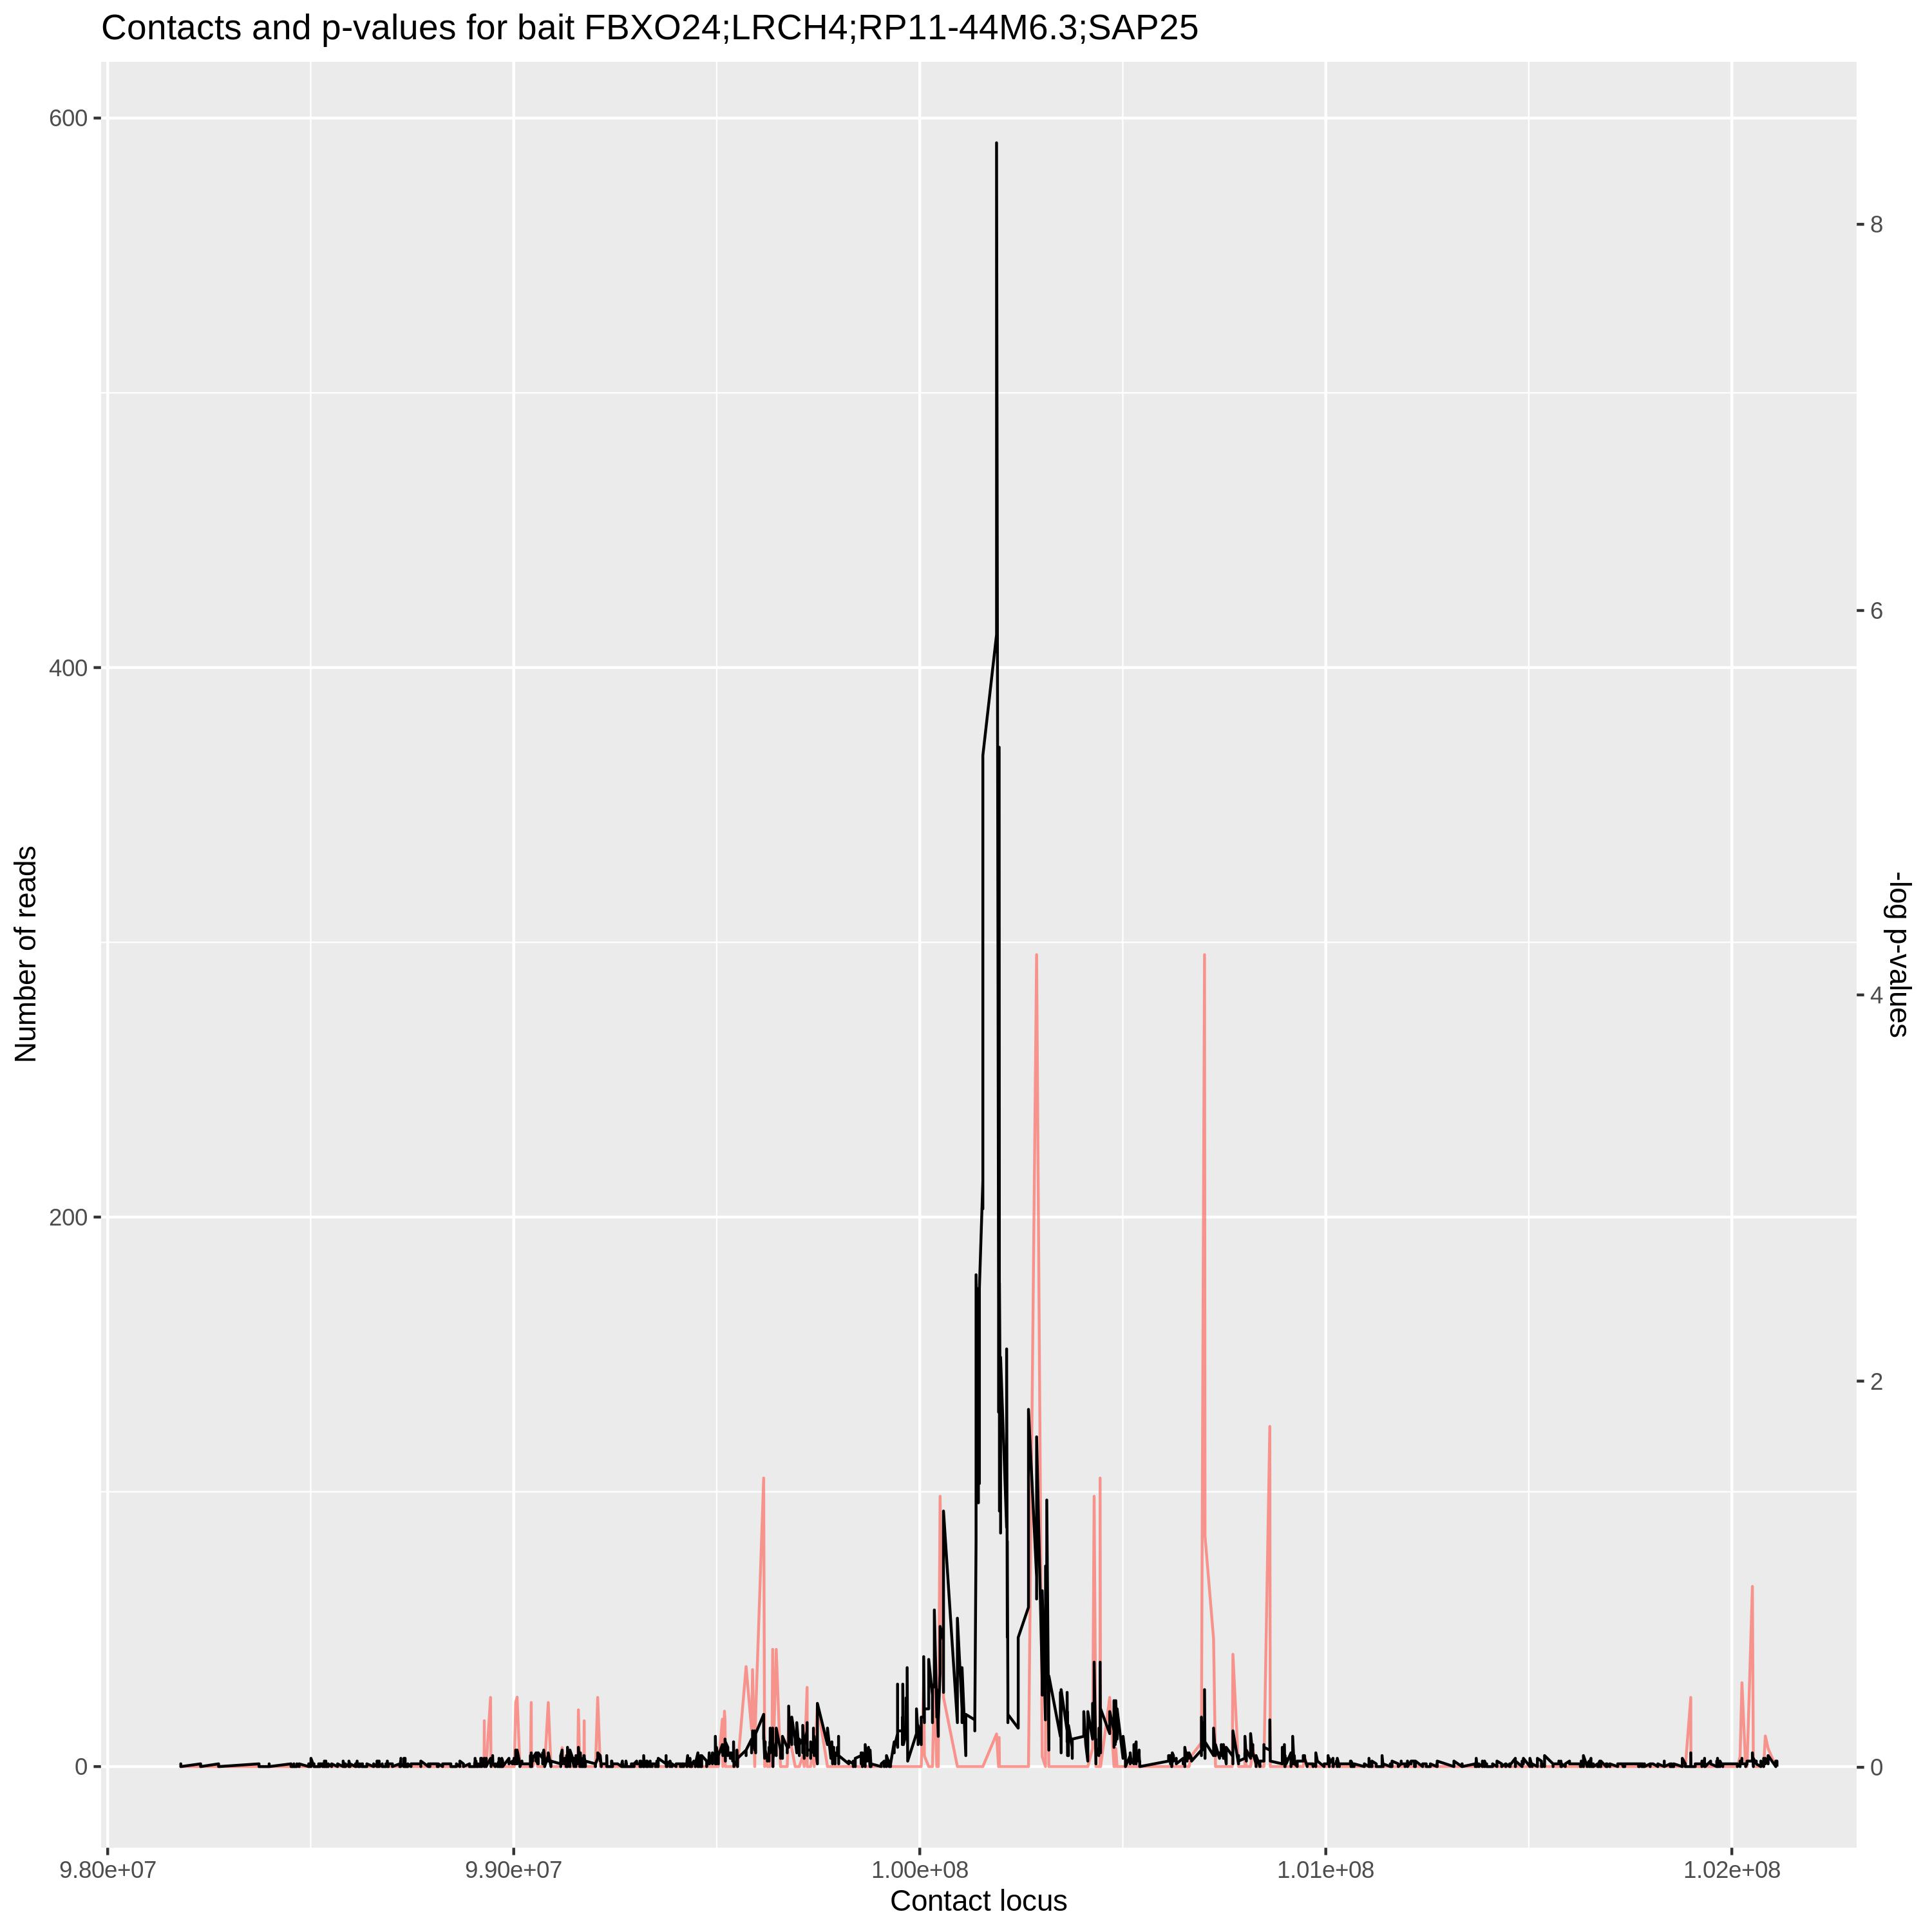 Contacts and p-values for bait FBXO24;LRCH4;RP11-44M6.3;SAP25
600
400
200
0
Number of reads
8
6
4
2
0
-log p-values
9.80e+07
9.90e+07
1.00e+08
1.01e+08
1.02e+08
Contact locus